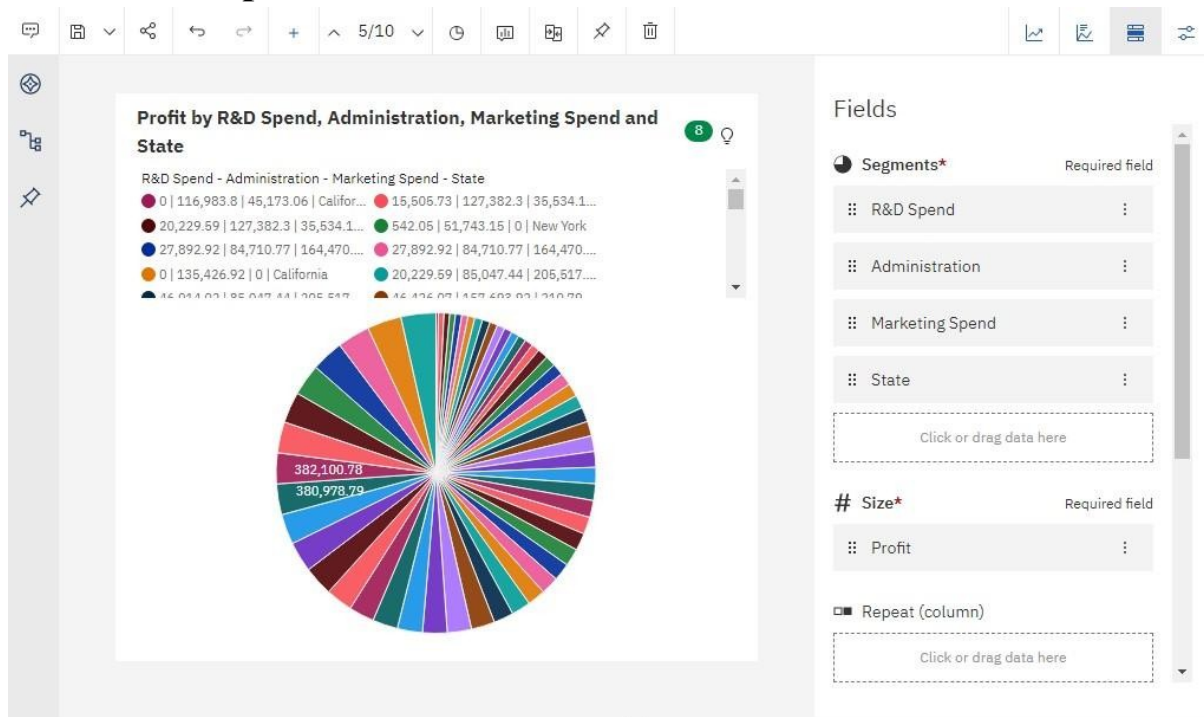 5/10
Profit by R&D Spend, Administration, Marketing Spend and
State
8
R&D Spend - Administration - Marketing Spend - State
0 | 116,983.8 | 45,173.06 | Califor... 15,505.73 | 127,382.3 | 35,534.1...
20,229.59 | 127,382.3 | 35,534.1... 542.05 | 51,743.15 | 0 | New York
27,892.92 | 84,710.77 | 164,470.... 27,892.92 | 84,710.77 | 164,470....
0 | 135,426.92 | 0 | California 20,229.59 | 85,047.44 | 205,517....
382,100.78
380,978.79
Fields
Segments* Required field
R&D Spend
Administration
Marketing Spend
State
Click or drag data here
# Size* Required field
Profit
Repeat (column)
Click or drag data here